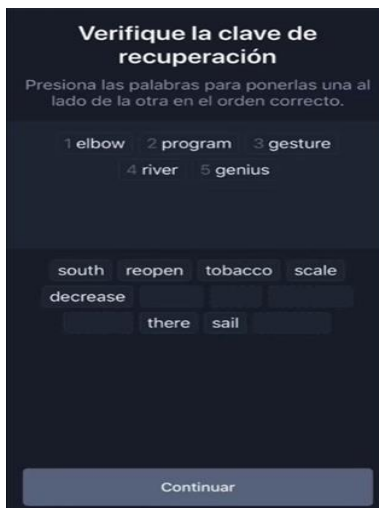 Verifique la clave de
recuperación
Presiona las palabras para ponerlas una al
lado de la otra en el orden correcto.
1 elbow 2 program 3 gesture
4 river 5 genius
south reopen tobacco scale
decrease
there sail
Continuar